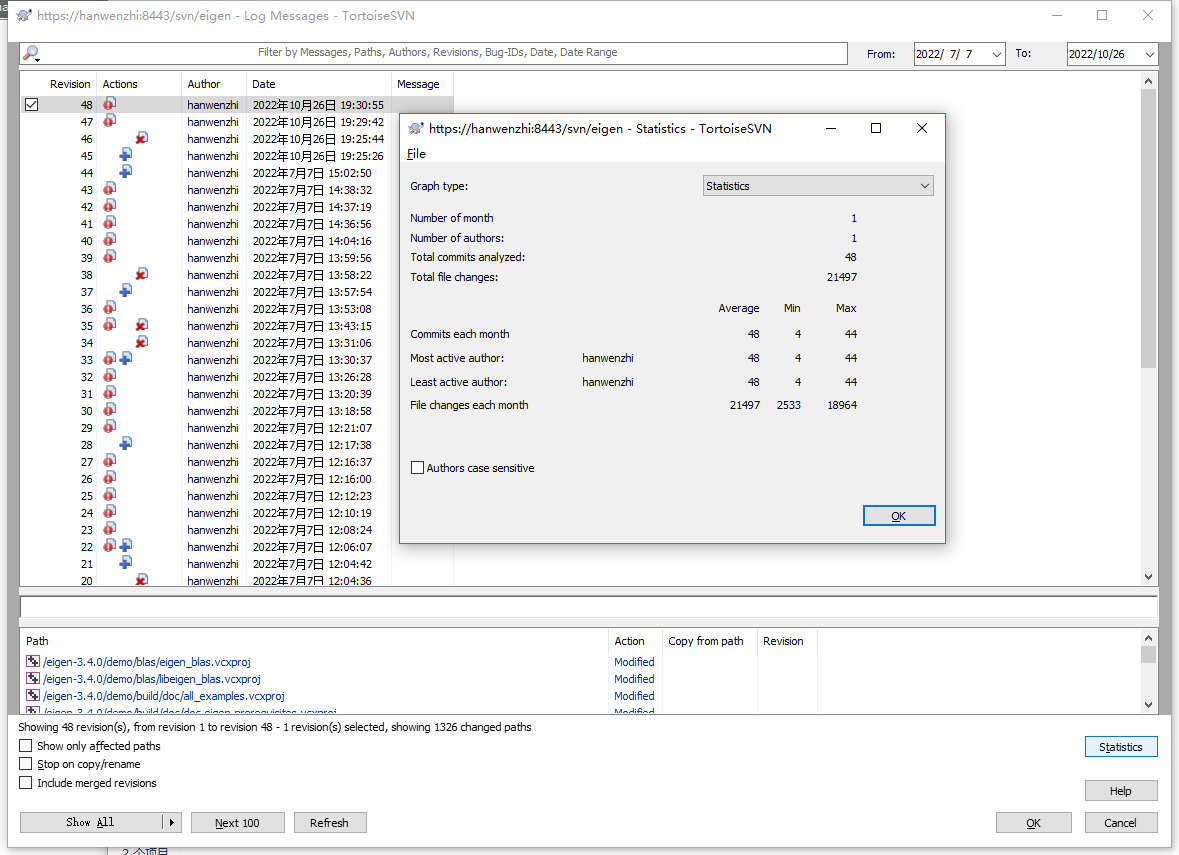 https://hanwenzhi:8443/svn/eigen - Log Messages - TortoiseSVN
Filter by Messages, Paths, Authors, Revisions, Bug-IDs, Date, Date Range
From: 2022/ 7/ 7 To: 2022/10/26
Revision Actions Author Date Message
48 hanwenzhi 2022年10月26日 19:30:55
47 hanwenzhi 2022年10月26日 19:29:42
46 hanwenzhi 2022年10月26日 19:25:44
45 hanwenzhi 2022年10月26日 19:25:26
44 hanwenzhi 2022年7月7日 15:02:50
43 hanwenzhi 2022年7月7日 14:38:32
42 hanwenzhi 2022年7月7日 14:37:19
41 hanwenzhi 2022年7月7日 14:36:56
40 hanwenzhi 2022年7月7日 14:04:16
39 hanwenzhi 2022年7月7日 13:59:56
38 hanwenzhi 2022年7月7日 13:58:22
37 hanwenzhi 2022年7月7日 13:57:54
36 hanwenzhi 2022年7月7日 13:53:08
35 hanwenzhi 2022年7月7日 13:43:15
34 hanwenzhi 2022年7月7日 13:31:06
33 hanwenzhi 2022年7月7日 13:30:37
32 hanwenzhi 2022年7月7日 13:26:28
31 hanwenzhi 2022年7月7日 13:20:39
30 hanwenzhi 2022年7月7日 13:18:58
29 hanwenzhi 2022年7月7日 12:21:07
28 hanwenzhi 2022年7月7日 12:17:38
27 hanwenzhi 2022年7月7日 12:16:37
26 hanwenzhi 2022年7月7日 12:16:00
25 hanwenzhi 2022年7月7日 12:12:23
24 hanwenzhi 2022年7月7日 12:10:19
23 hanwenzhi 2022年7月7日 12:08:24
22 hanwenzhi 2022年7月7日 12:06:07
21 hanwenzhi 2022年7月7日 12:04:42
20 hanwenzhi 2022年7月7日 12:04:36
https://hanwenzhi:8443/svn/eigen - Statistics - TortoiseSVN
File
Graph type: Statistics
Number of month 1
Number of authors: 1
Total commits analyzed: 48
Total file changes: 21497
Average Min Max
Commits each month 48 4 44
Most active author: hanwenzhi 48 4 44
Least active author: hanwenzhi 48 4 44
File changes each month 21497 2533 18964
Authors case sensitive
OK
Path Action Copy from path Revision
/eigen-3.4.0/demo/blas/eigen_blas.vcxproj Modified
/eigen-3.4.0/demo/blas/libeigen_blas.vcxproj Modified
/eigen-3.4.0/demo/build/doc/all_examples.vcxproj Modified
/eigen-3.4.0/demo/build/doc/doc-eigen-prerequisites.vcxproj Modified
Showing 48 revision(s), from revision 1 to revision 48 - 1 revision(s) selected, showing 1326 changed paths
Show only affected paths
Stop on copy/rename
Include merged revisions
Statistics
Help
Show All Next 100 Refresh OK Cancel
2 个项目